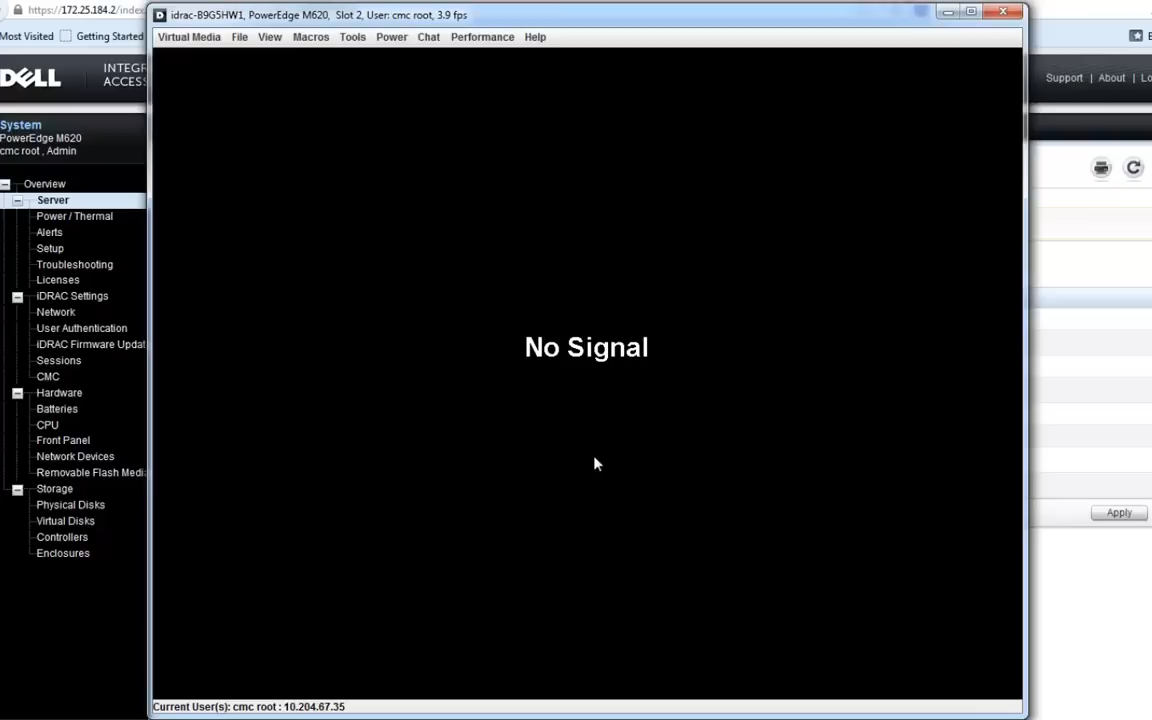 https://172.25.184.2/index
Most Visited
Getting Started
DELL
INTEGR
ACCESS
System
PowerEdge M620
cmc root , Admin
Overview
Server
Power / Thermal
Alerts
Setup
Troubleshooting
Licenses
iDRAC Settings
Network
User Authentication
iDRAC Firmware Updat
Sessions
CMC
Hardware
Batteries
CPU
Front Panel
Network Devices
Removable Flash Medi
Storage
Physical Disks
Virtual Disks
Controllers
Enclosures
idrac-B9G5HW1, PowerEdge M620, Slot 2, User: cmc root, 3.9 fps
Virtual Media File View Macros Tools Power Chat Performance Help
No Signal
Current User(s): cmc root : 10.204.67.35
Support | About | Lo
Apply